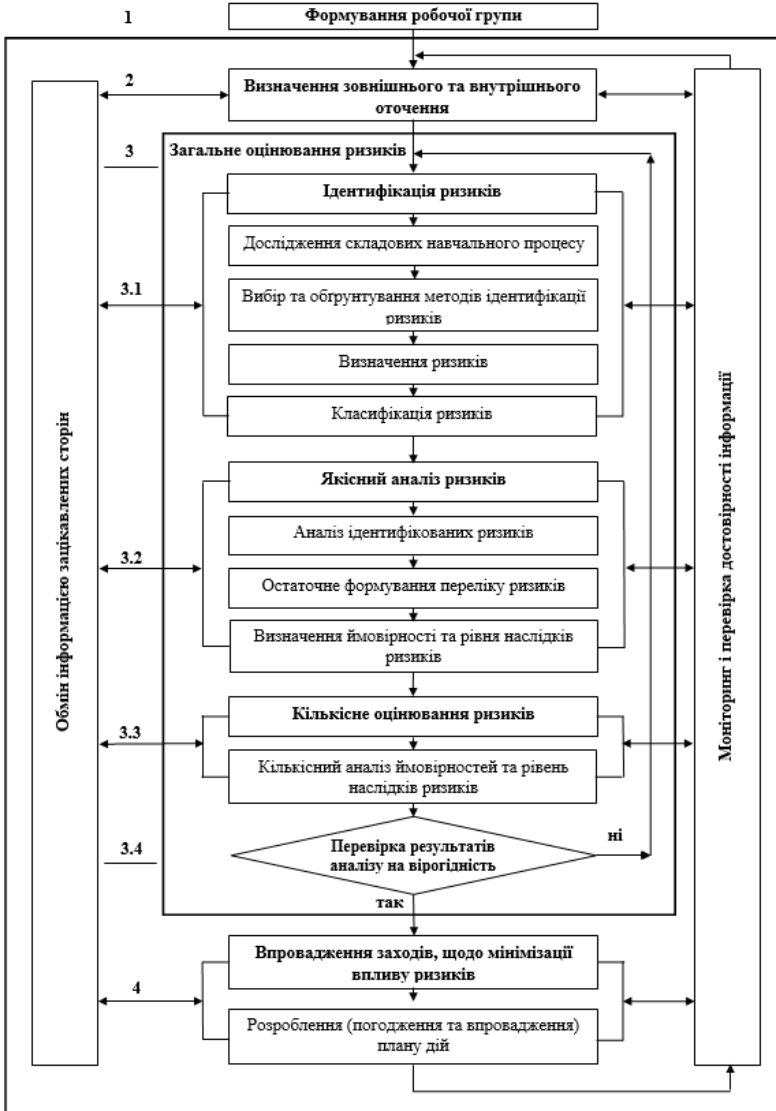 1
Формування робочої групи
2
Визначення зовнішнього та внутрішнього
оточення
3
Загальне оцінювання ризиків
Ідентифікація ризиків
Дослідження складових навчального процесу
3.1
Вибір та обґрунтування методів ідентифікації
ризиків
Визначення ризиків
Класифікація ризиків
Якісний аналіз ризиків
Аналіз ідентифікованих ризиків
3.2
Остаточне формування переліку ризиків
Визначення ймовірності та рівня наслідків
ризиків
Кількісне оцінювання ризиків
3.3
Кількісний аналіз ймовірностей та рівень
наслідків ризиків
3.4
Перевірка результатів
аналізу на вірогідність
ні
так
Впровадження заходів, щодо мінімізації
впливу ризиків
4
Розроблення (погодження та впровадження)
плану дій
Обмін інформацією зацікавлених сторін
Моніторинг і перевірка достовірності інформації